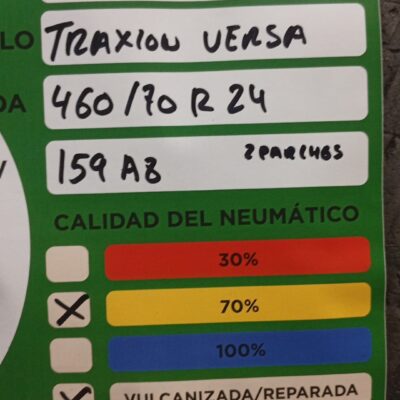 LO TRAXION VERSA
DA 460/70 R 24
159 A8 2 PARCHES
CALIDAD DEL NEUMÁTICO
30%
70%
100%
VULCANIZADA/REPARADA